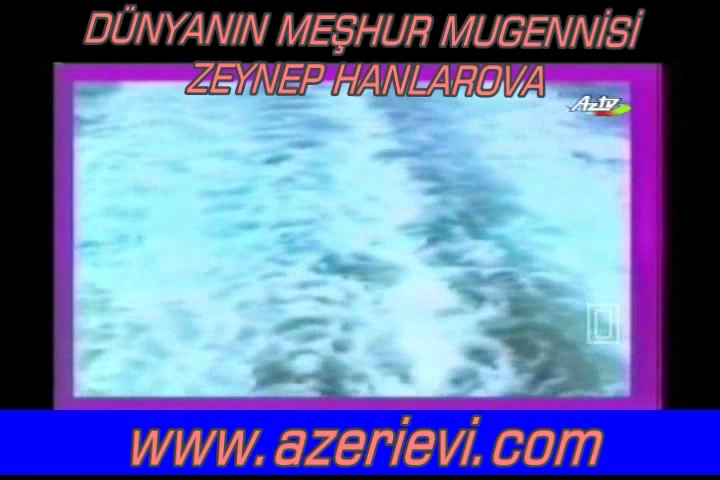 DÜNYANIN MEŞHUR MUGENNİSİ
ZEYNEP HANLAROVA
AzTV
www.azerievi.com